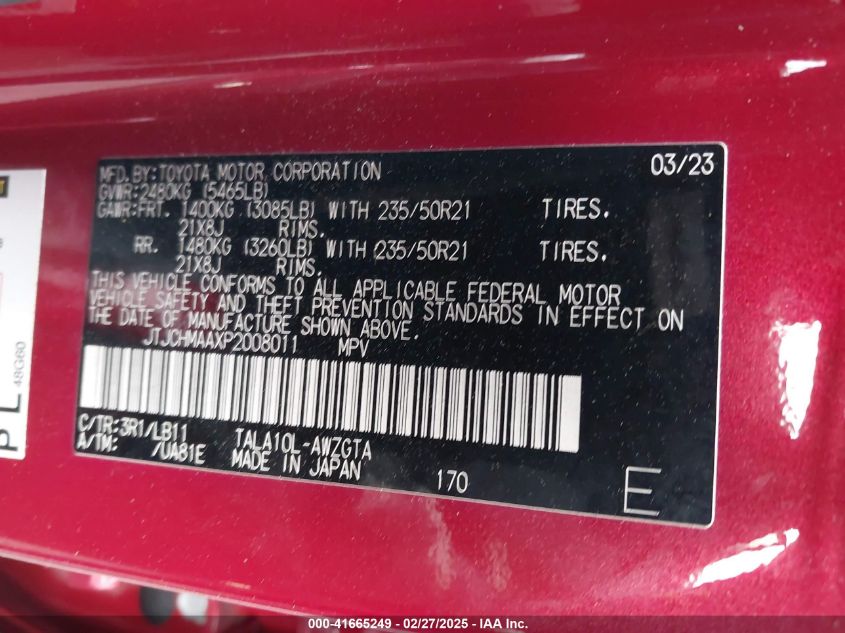 MFD.BY:TOYOTA MOTOR CORPORATION 03/23
GVWR:2480KG (5465LB)
GAWR:FRT. 1400KG (3085LB) WITH 235/50R21 TIRES.
21X8J RIMS.
RR. 1480KG (3260LB) WITH 235/50R21 TIRES.
21X8J RIMS.
THIS VEHICLE CONFORMS TO ALL APPLICABLE FEDERAL MOTOR
VEHICLE SAFETY AND THEFT PREVENTION STANDARDS IN EFFECT ON
THE DATE OF MANUFACTURE SHOWN ABOVE.
JTJCHMAAXP2008011 MPV
C/TR:3R1/LB11 TALA10L-AWZGTA
A/TM: /UA81E MADE IN JAPAN 170 E
PL
48G60
000-41665249 - 02/27/2025 - IAA, Inc.